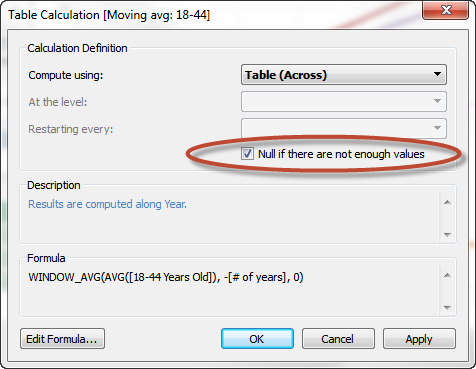 Table Calculation [Moving avg: 18-44]
Calculation Definition
Compute using: Table (Across)
At the level:
Restarting every:
Null if there are not enough values
Description
Results are computed along Year.
Formula
WINDOW_AVG(AVG([18-44 Years Old]), -[# of years], 0)
Edit Formula... OK Cancel Apply